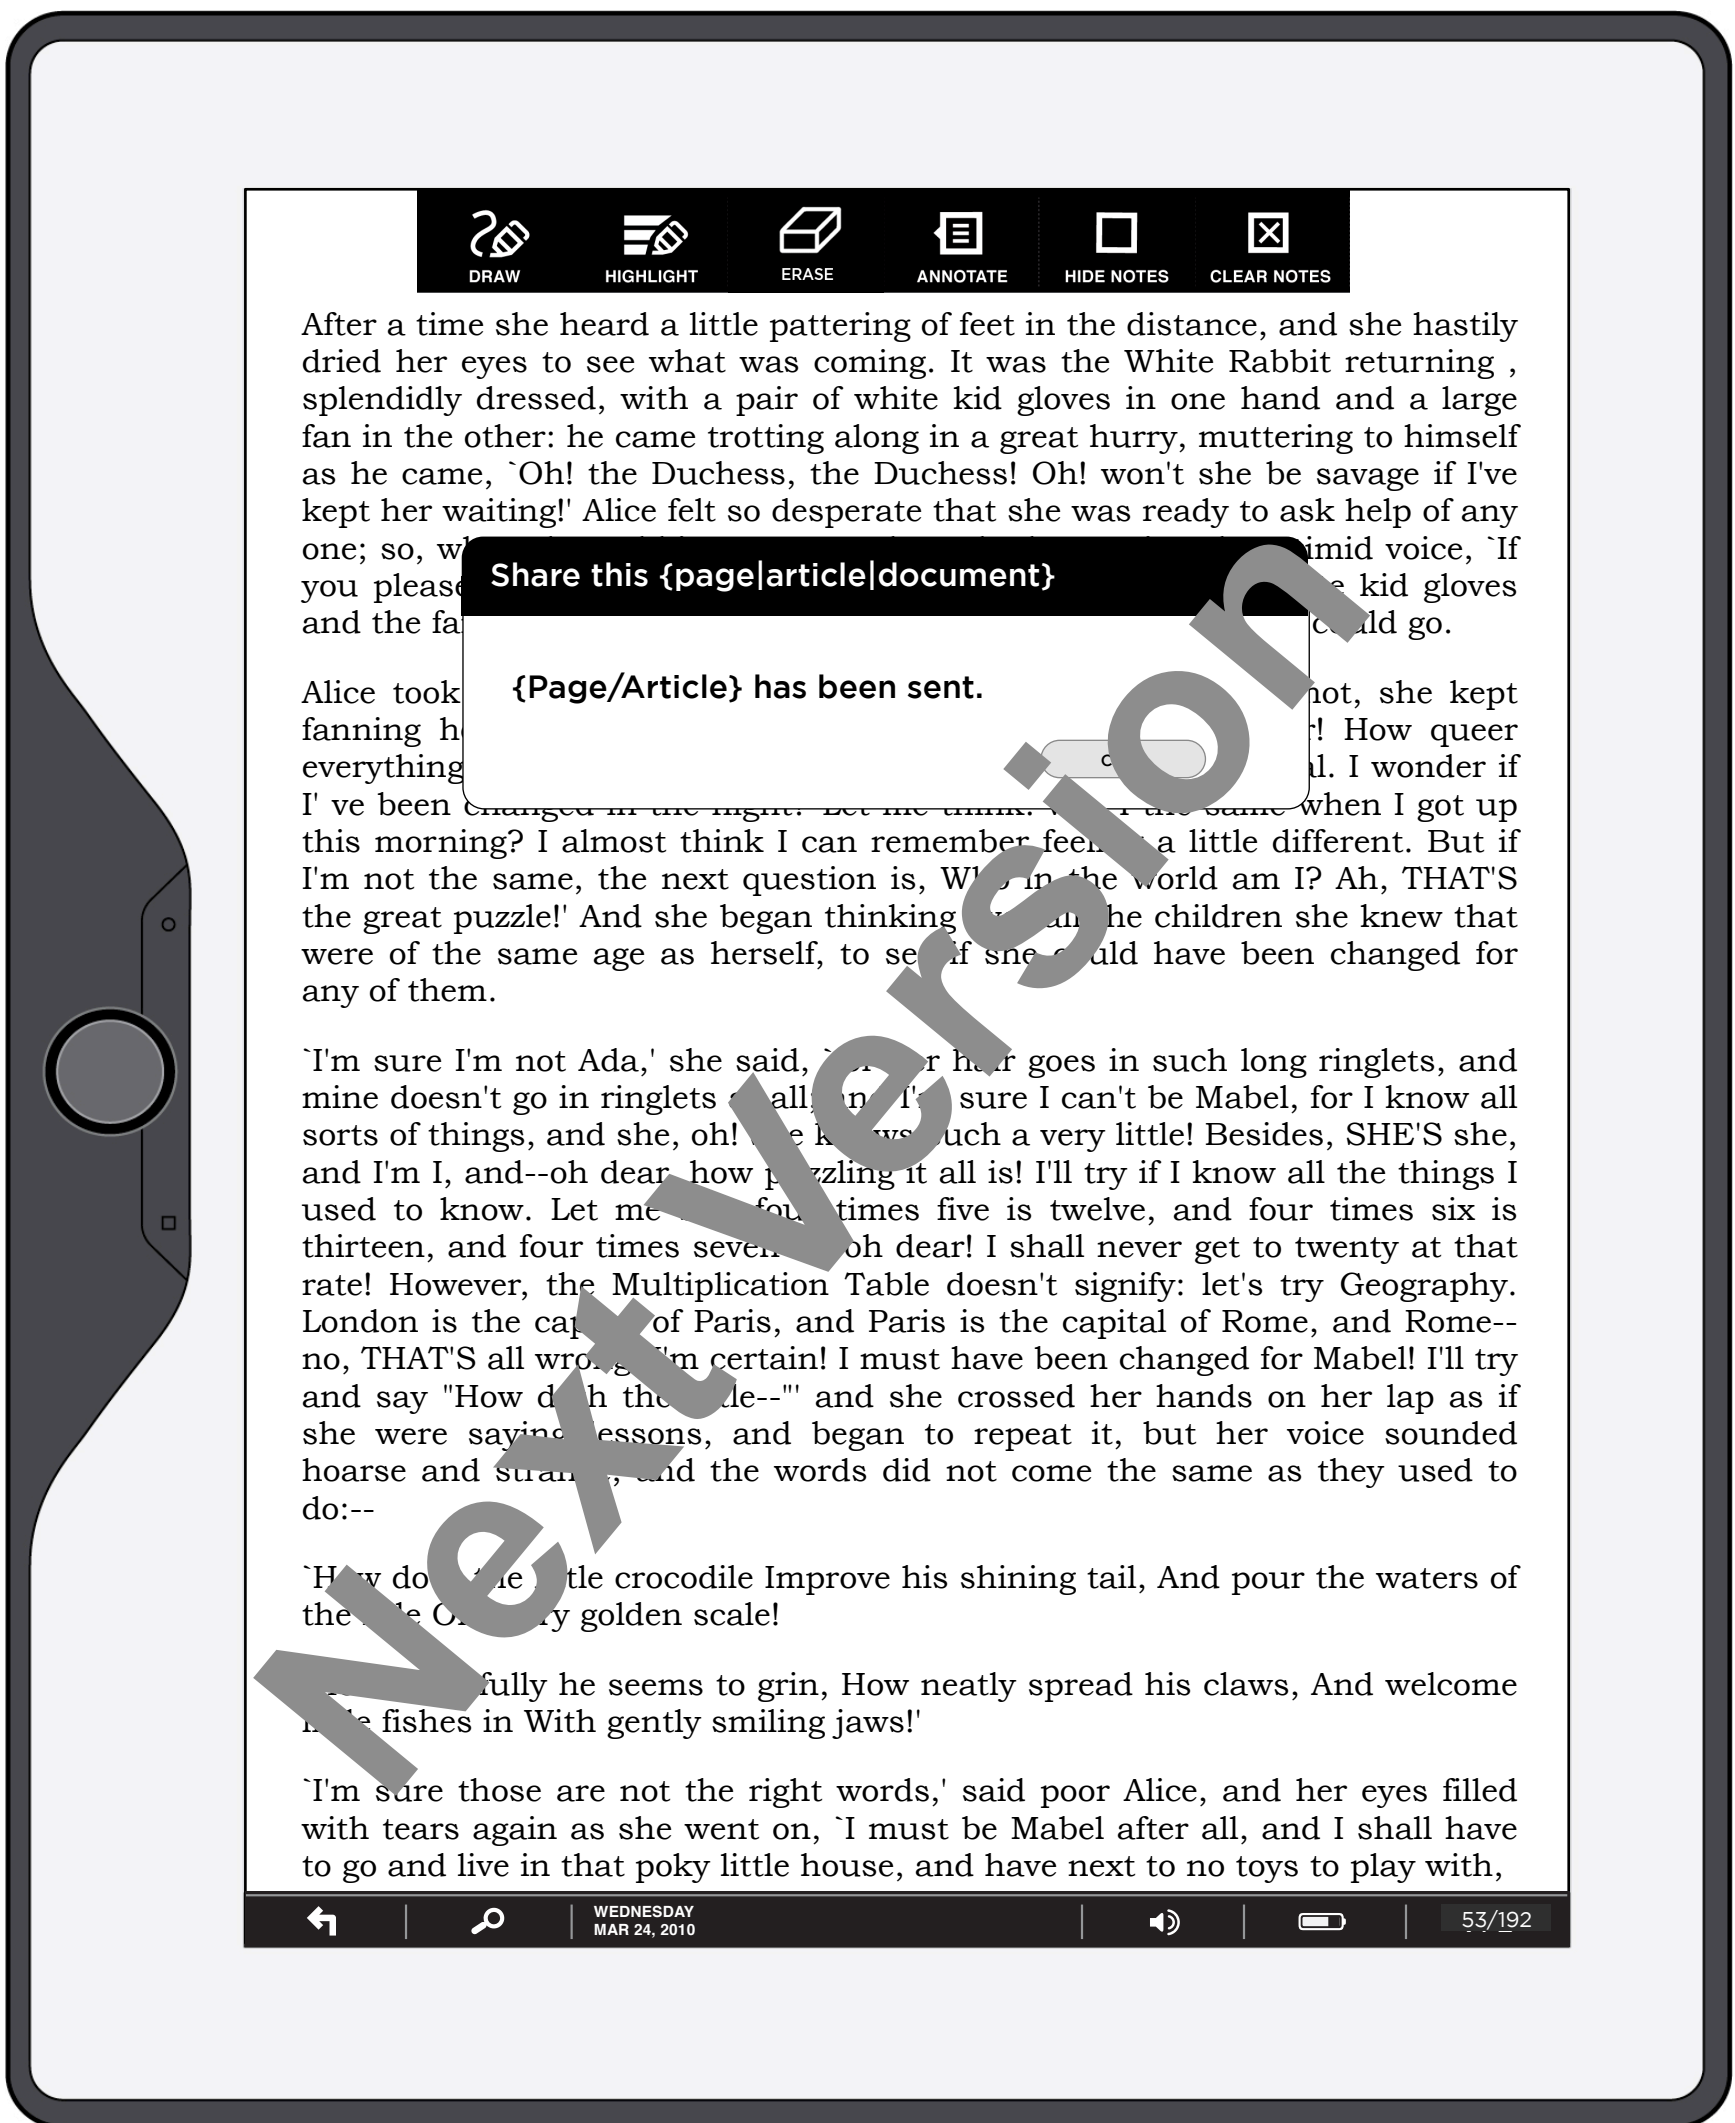 DRAW HIGHLIGHT ERASE ANNOTATE HIDE NOTES CLEAR NOTES
After a time she heard a little pattering of feet in the distance, and she hastily
dried her eyes to see what was coming. It was the White Rabbit returning ,
splendidly dressed, with a pair of white kid gloves in one hand and a large
fan in the other: he came trotting along in a great hurry, muttering to himself
as he came, `Oh! the Duchess, the Duchess! Oh! won't she be savage if I've
kept her waiting!' Alice felt so desperate that she was ready to ask help of any
one; so, voice, `If
you kid gloves
and the go.
Share this {page|article|document}
{Page/Article} has been sent.
Alice took she kept
fanning How queer
everything I wonder if
I' ve been changed in the night? Let me think: the same when I got up
this morning? I almost think I can remember a little different. But if
I'm not the same, the next question is, in the world am I? Ah, THAT'S
the great puzzle!' And she began thinking children she knew that
were of the same age as herself, to if she have been changed for
any of them.
`I'm sure I'm not Ada,' she said, goes in such long ringlets, and
mine doesn't go in ringlets sure I can't be Mabel, for I know all
sorts of things, and she, oh! such a very little! Besides, SHE'S she,
and I'm I, and--oh dear, how puzzling it all is! I'll try if I know all the things I
used to know. Let me times five is twelve, and four times six is
thirteen, and four times seven oh dear! I shall never get to twenty at that
rate! However, the Multiplication Table doesn't signify: let's try Geography.
London is the of Paris, and Paris is the capital of Rome, and Rome--
no, THAT'S all I'm certain! I must have been changed for Mabel! I'll try
and say "How and she crossed her hands on her lap as if
she were saying lessons, and began to repeat it, but her voice sounded
hoarse and and the words did not come the same as they used to
do:--
crocodile Improve his shining tail, And pour the waters of
the golden scale!
he seems to grin, How neatly spread his claws, And welcome
fishes in With gently smiling jaws!'
`I'm sure those are not the right words,' said poor Alice, and her eyes filled
with tears again as she went on, `I must be Mabel after all, and I shall have
to go and live in that poky little house, and have next to no toys to play with,
Next Version
WEDNESDAY
MAR 24, 2010
53/192